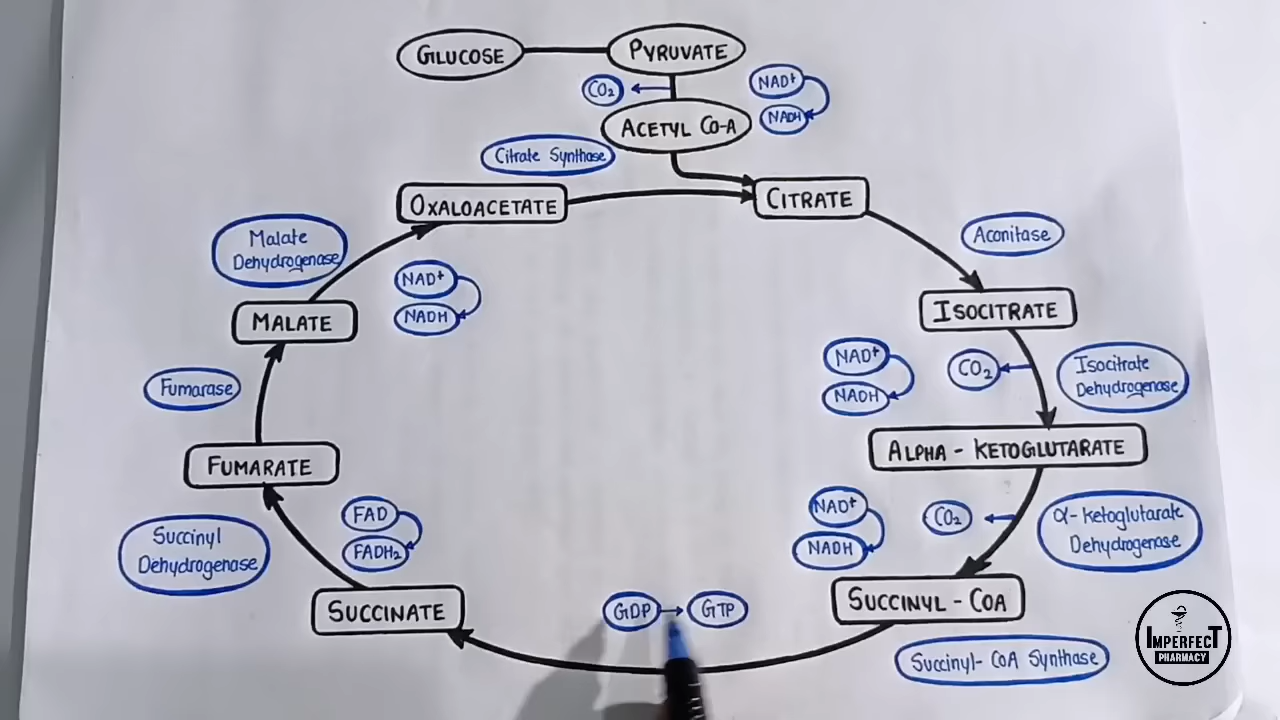 GLUCOSE
PYRUVATE
CO₂
NAD⁺
NADH
ACETYL CO-A
Citrate Synthase
OXALOACETATE
CITRATE
Malate
Dehydrogenase
Aconitase
NAD⁺
NADH
MALATE
ISOCITRATE
NAD⁺
NADH
CO₂
Isocitrate
Dehydrogenase
Fumarase
ALPHA - KETOGLUTARATE
FUMARATE
NAD⁺
NADH
CO₂
α-ketoglutarate
Dehydrogenase
Succinyl
Dehydrogenase
FAD
FADH₂
SUCCINATE
GDP
GTP
SUCCINYL - COA
Succinyl-CoA Synthase
IMPERFECT
PHARMACY